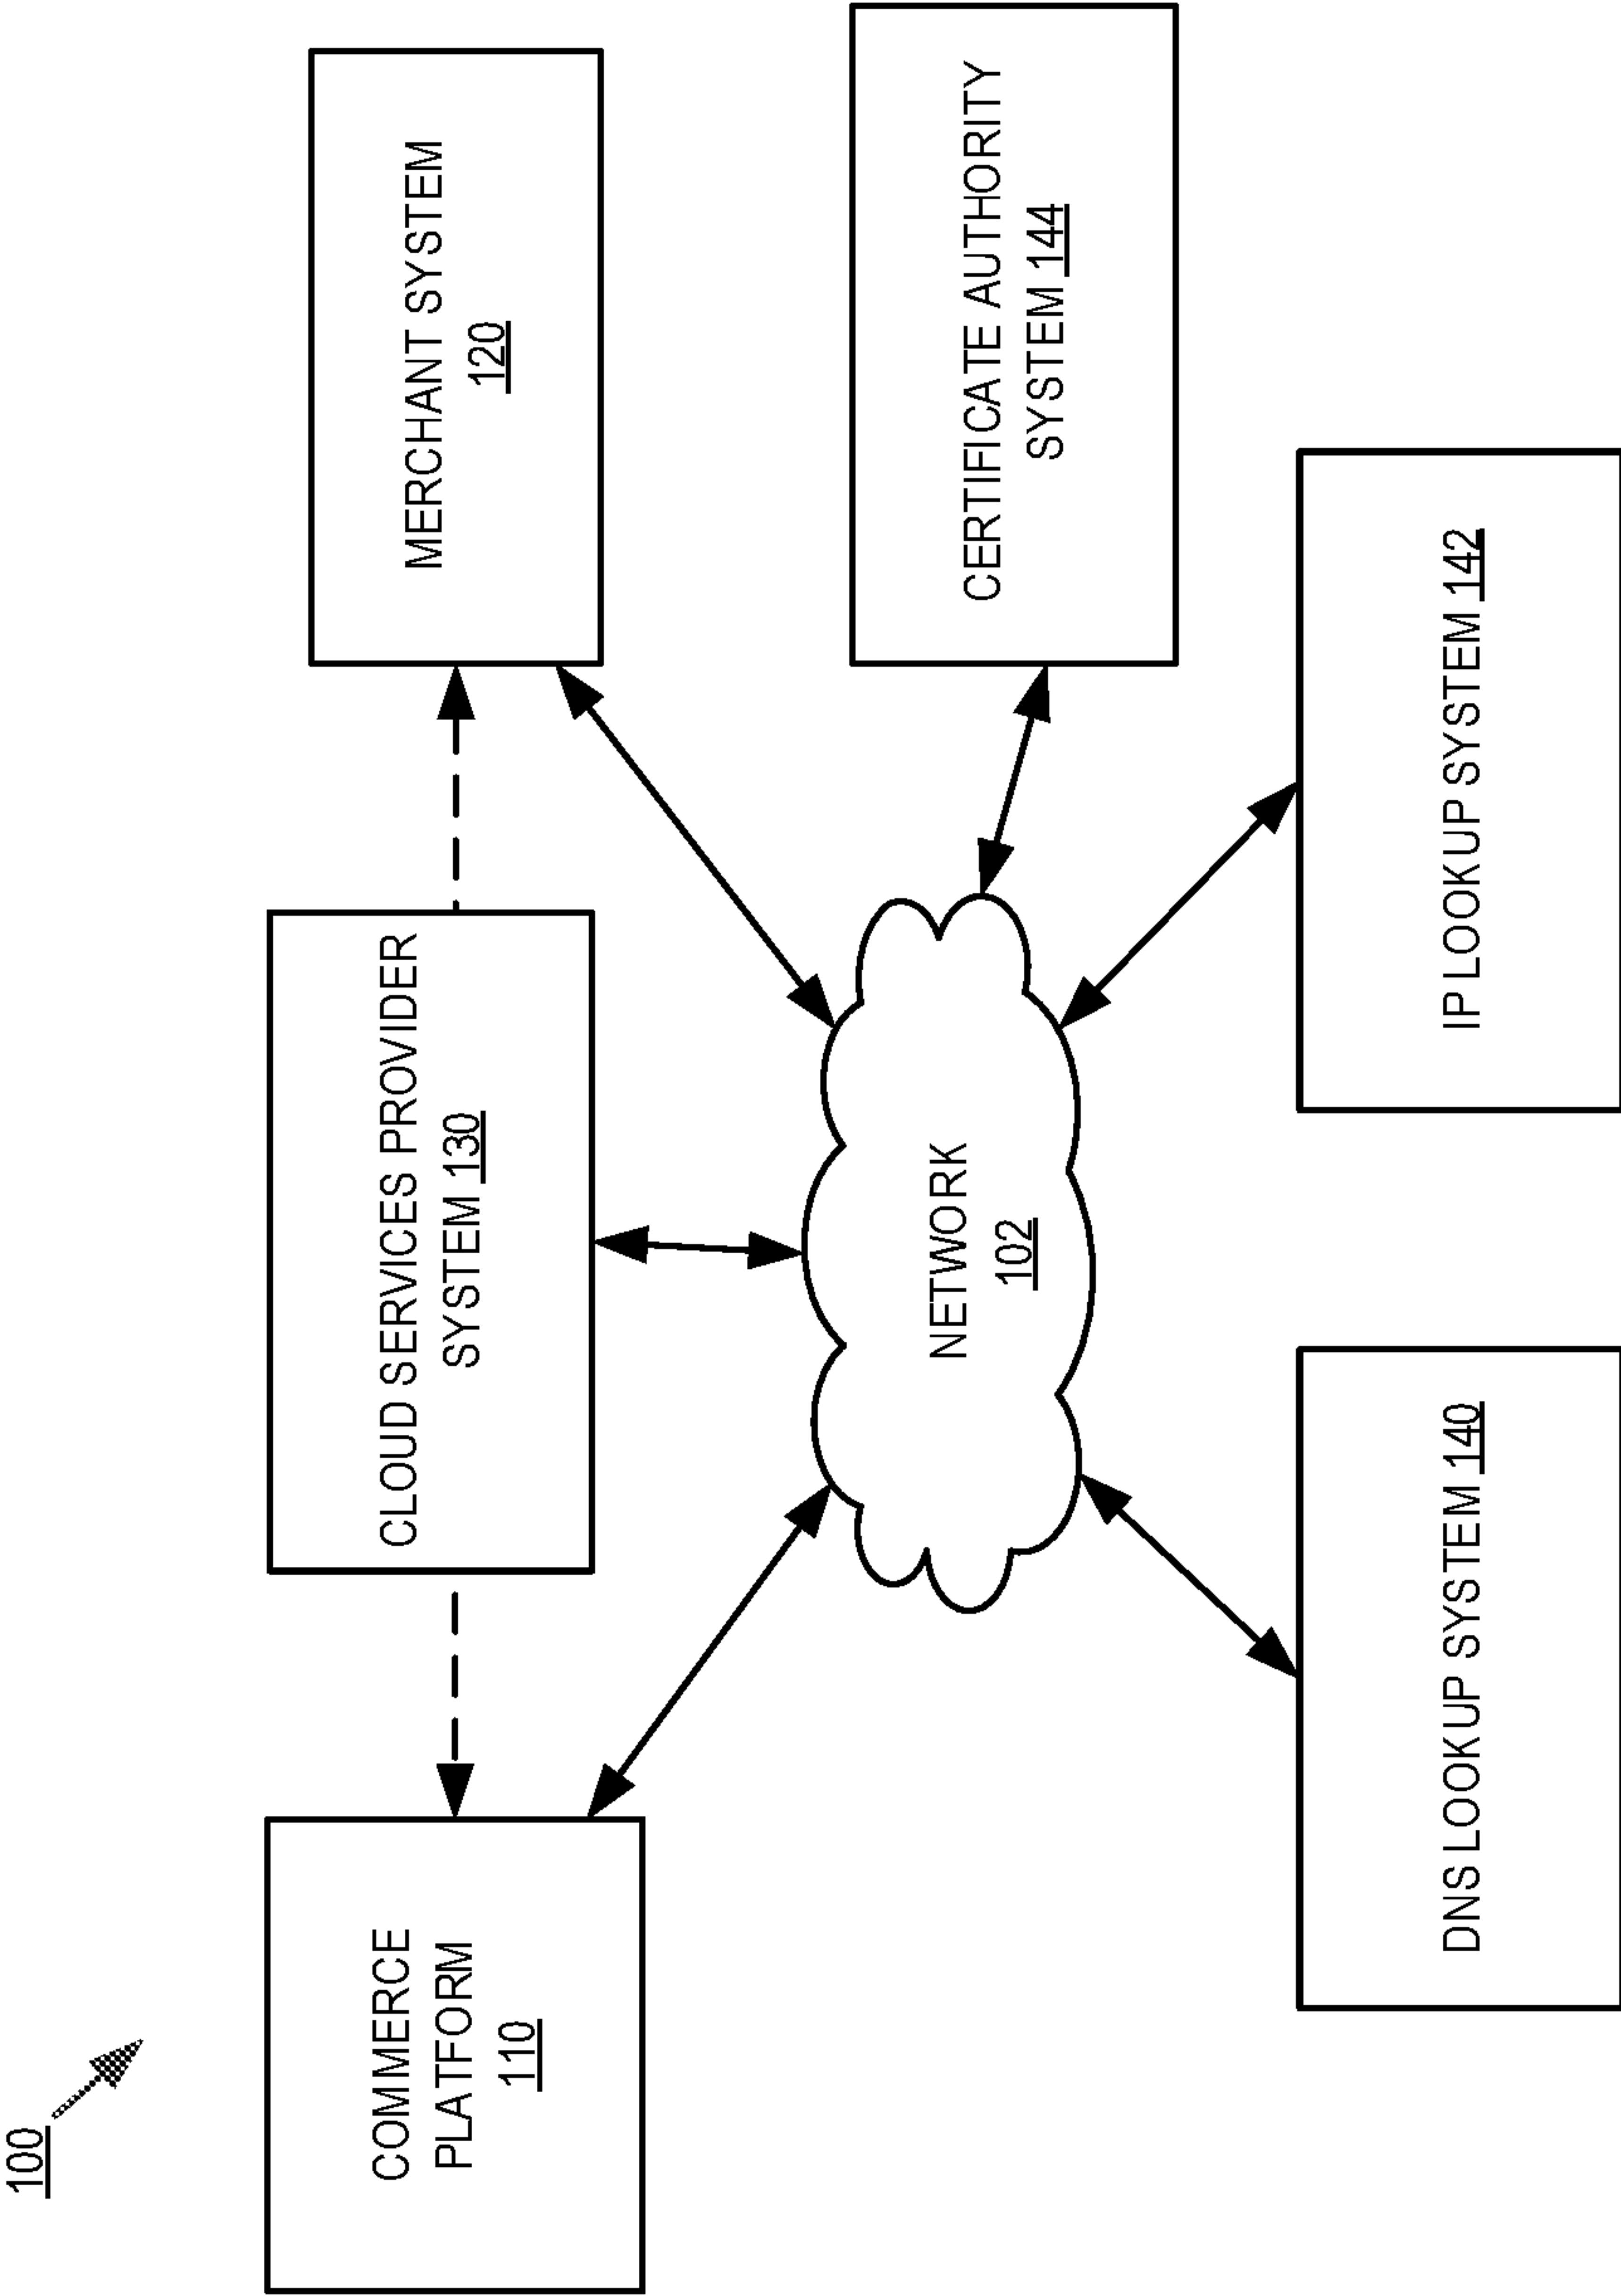 100
COMMERCE
PLATFORM
110
CLOUD SERVICES PROVIDER
SYSTEM 130
MERCHANT SYSTEM
120
NETWORK
102
CERTIFICATE AUTHORITY
SYSTEM 144
DNS LOOKUP SYSTEM 140
IP LOOKUP SYSTEM 142